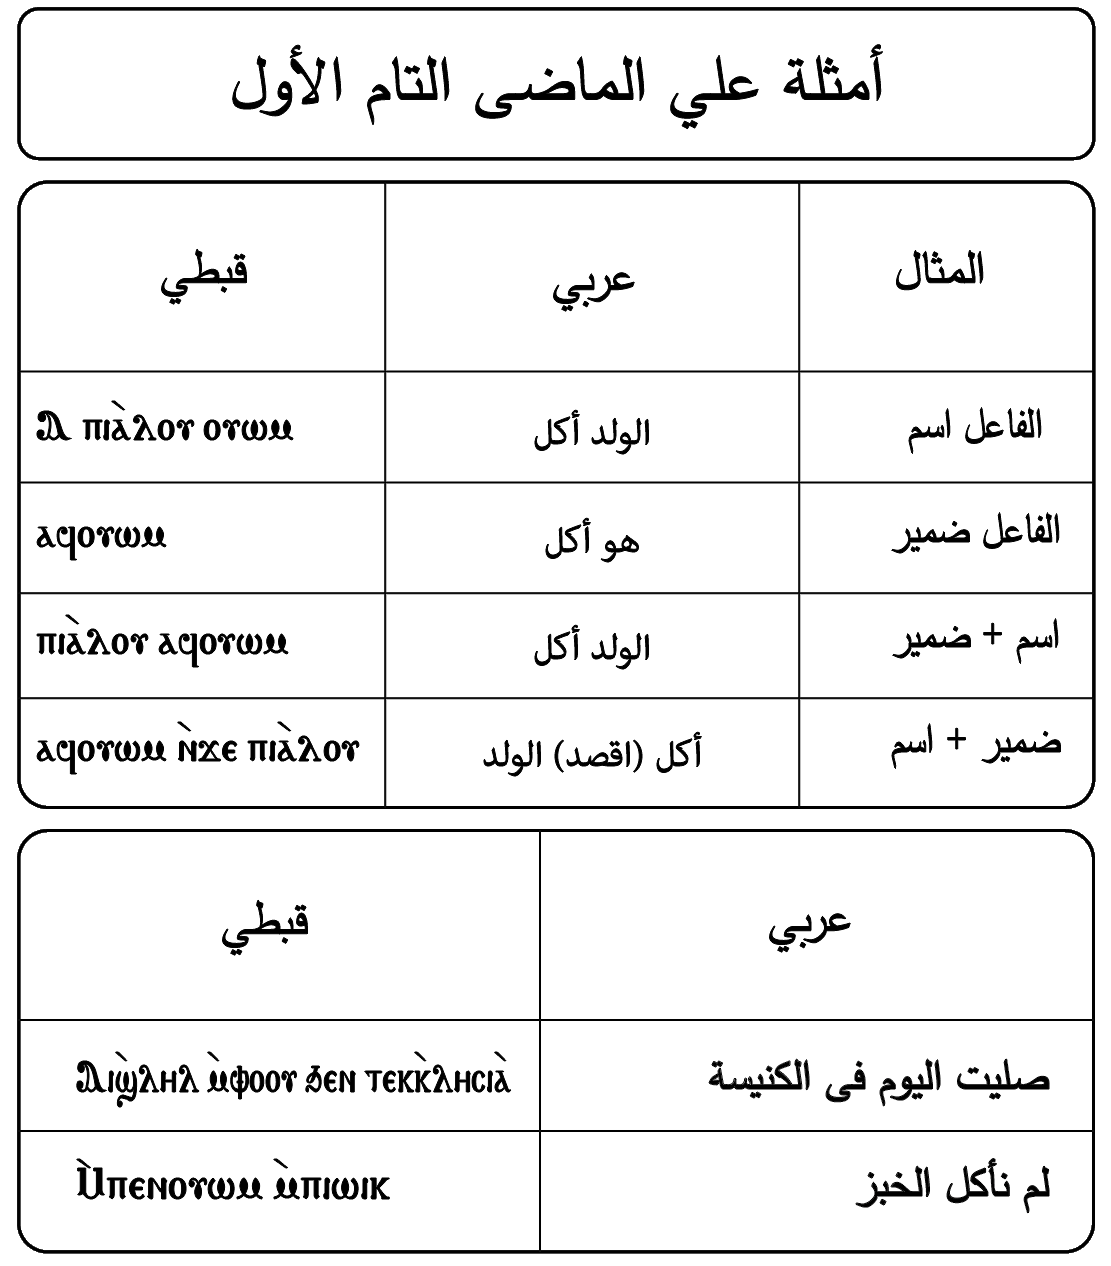 أمثلة علي الماضى التام الأول
المثال عربي قبطي
الفاعل اسم الولد أكل Ⲁ ⲡⲓⲁ̀ⲗⲟⲩ ⲟⲩⲱⲙ
الفاعل ضمير هو أكل ⲁϥⲟⲩⲱⲙ
اسم + ضمير الولد أكل ⲡⲓⲁ̀ⲗⲟⲩ ⲁϥⲟⲩⲱⲙ
ضمير + اسم أكل (اقصد) الولد ⲁϥⲟⲩⲱⲙ ⲛ̀ϫⲉ ⲡⲓⲁ̀ⲗⲟⲩ
عربي قبطي
صليت اليوم فى الكنيسة Ⲁⲓϣ̀ⲗⲏⲗ ⲙ̀ⲫⲟⲟⲩ ϧⲉⲛ ⲧⲉⲕⲕ̀ⲗⲏⲥⲓⲁ̀
لم نأكل الخبز Ⲙ̀ⲡⲉⲛⲟⲩⲱⲙ ⲙ̀ⲡⲓⲱⲓⲕ